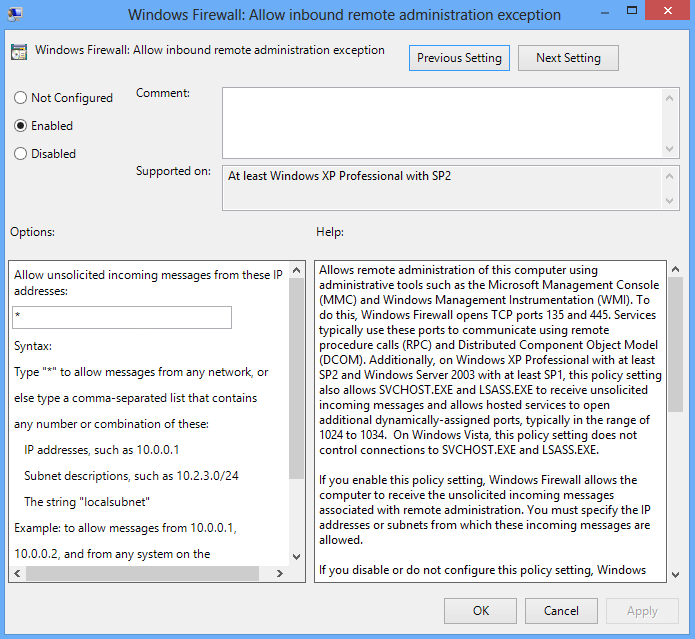 Windows Firewall: Allow inbound remote administration exception
Windows Firewall: Allow inbound remote administration exception
Previous Setting
Next Setting
Not Configured
Enabled
Disabled
Comment:
Supported on:
At least Windows XP Professional with SP2
Options:
Help:
Allow unsolicited incoming messages from these IP
addresses:
*
Syntax:
Type "*" to allow messages from any network, or
else type a comma-separated list that contains
any number or combination of these:
IP addresses, such as 10.0.0.1
Subnet descriptions, such as 10.2.3.0/24
The string "localsubnet"
Example: to allow messages from 10.0.0.1,
10.0.0.2, and from any system on the
Allows remote administration of this computer using
administrative tools such as the Microsoft Management Console
(MMC) and Windows Management Instrumentation (WMI). To
do this, Windows Firewall opens TCP ports 135 and 445. Services
typically use these ports to communicate using remote
procedure calls (RPC) and Distributed Component Object Model
(DCOM). Additionally, on Windows XP Professional with at least
SP2 and Windows Server 2003 with at least SP1, this policy setting
also allows SVCHOST.EXE and LSASS.EXE to receive unsolicited
incoming messages and allows hosted services to open
additional dynamically-assigned ports, typically in the range of
1024 to 1034.  On Windows Vista, this policy setting does not
control connections to SVCHOST.EXE and LSASS.EXE.
If you enable this policy setting, Windows Firewall allows the
computer to receive the unsolicited incoming messages
associated with remote administration. You must specify the IP
addresses or subnets from which these incoming messages are
allowed.
If you disable or do not configure this policy setting, Windows
OK
Cancel
Apply